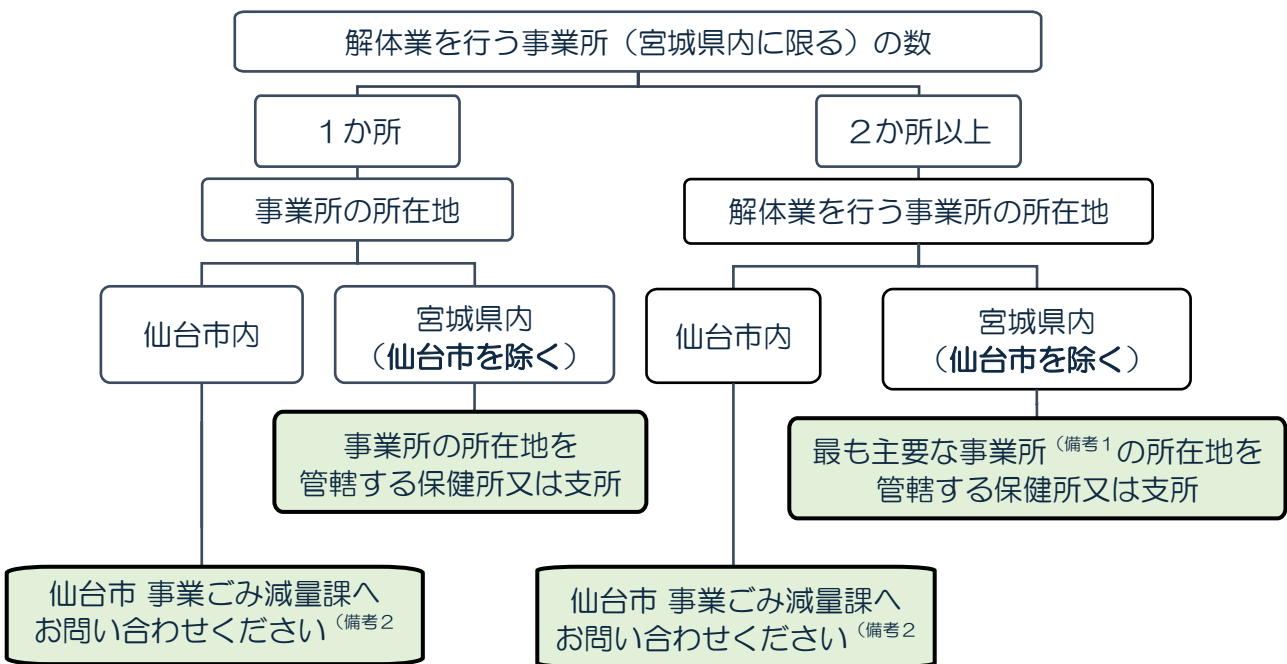 解体業を行う事業所（宮城県内に限る）の数
１か所
２か所以上
事業所の所在地
解体業を行う事業所の所在地
仙台市内
宮城県内
（仙台市を除く）
仙台市内
宮城県内
（仙台市を除く）
事業所の所在地を
管轄する保健所又は支所
最も主要な事業所（備考１の所在地を
管轄する保健所又は支所
仙台市 事業ごみ減量課へ
お問い合わせください（備考２
仙台市 事業ごみ減量課へ
お問い合わせください（備考２